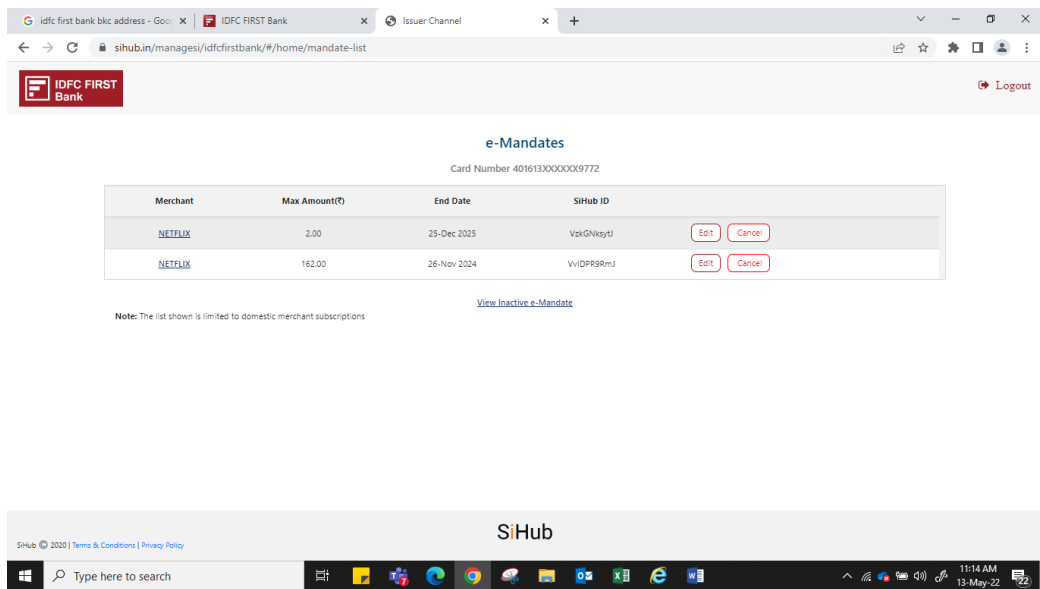 idfc first bank bkc address - Goo
IDFC FIRST Bank
Issuer Channel
sihub.in/managesi/idfcfirstbank/#/home/mandate-list
IDFC FIRST
Bank
Logout
e-Mandates
Card Number 401613XXXXXX9772
Merchant Max Amount(₹) End Date SiHub ID
NETFLIX 2.00 25-Dec 2025 VzkGNksytJ Edit Cancel
NETFLIX 162.00 26-Nov 2024 VvIDPR9RmJ Edit Cancel
View Inactive e-Mandate
Note: The list shown is limited to domestic merchant subscriptions
SiHub
SiHub © 2020 | Terms & Conditions | Privacy Policy
Type here to search
7
11:14 AM
13-May-22
22